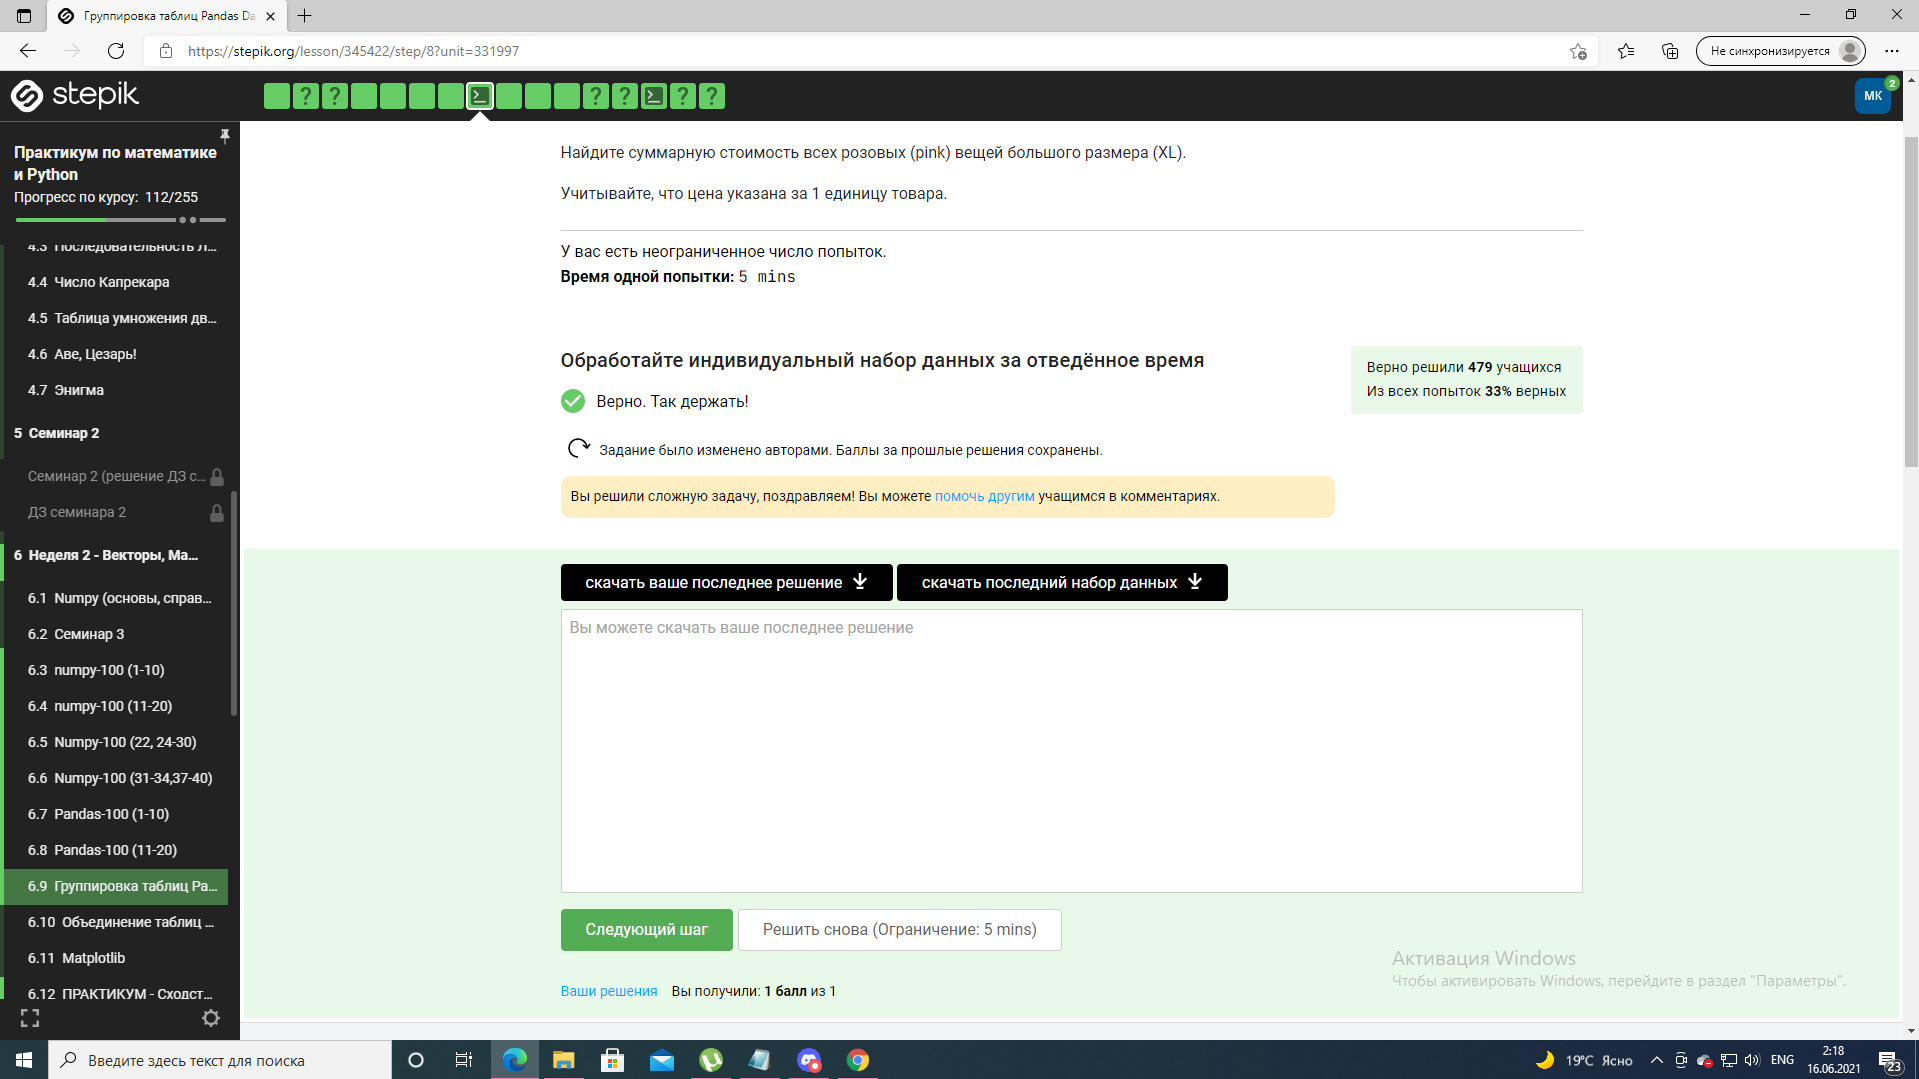 Группировка таблиц Pandas Da
https://stepik.org/lesson/345422/step/8?unit=331997
Не синхронизируется
stepik
? ? ? ? ? ?
МК
2
Практикум по математике
и Python
Прогресс по курсу: 112/255
4.3 Последовательность Л...
4.4 Число Капрекара
4.5 Таблица умножения дв...
4.6 Аве, Цезарь!
4.7 Энигма
5 Семинар 2
Семинар 2 (решение ДЗ с...
ДЗ семинара 2
6 Неделя 2 - Векторы, Ма...
6.1 Numpy (основы, справ...
6.2 Семинар 3
6.3 numpy-100 (1-10)
6.4 numpy-100 (11-20)
6.5 Numpy-100 (22, 24-30)
6.6 Numpy-100 (31-34,37-40)
6.7 Pandas-100 (1-10)
6.8 Pandas-100 (11-20)
6.9 Группировка таблиц Pa...
6.10 Объединение таблиц ...
6.11 Matplotlib
6.12 ПРАКТИКУМ - Сходст...
Найдите суммарную стоимость всех розовых (pink) вещей большого размера (XL).
Учитывайте, что цена указана за 1 единицу товара.
У вас есть неограниченное число попыток.
Время одной попытки: 5 mins
Обработайте индивидуальный набор данных за отведённое время
Верно. Так держать!
Верно решили 479 учащихся
Из всех попыток 33% верных
Задание было изменено авторами. Баллы за прошлые решения сохранены.
Вы решили сложную задачу, поздравляем! Вы можете помочь другим учащимся в комментариях.
скачать ваше последнее решение
скачать последний набор данных
Вы можете скачать ваше последнее решение
Следующий шаг
Решить снова (Ограничение: 5 mins)
Ваши решения Вы получили: 1 балл из 1
Активация Windows
Чтобы активировать Windows, перейдите в раздел "Параметры".
Введите здесь текст для поиска
19°C Ясно
ENG
2:18
16.06.2021
23